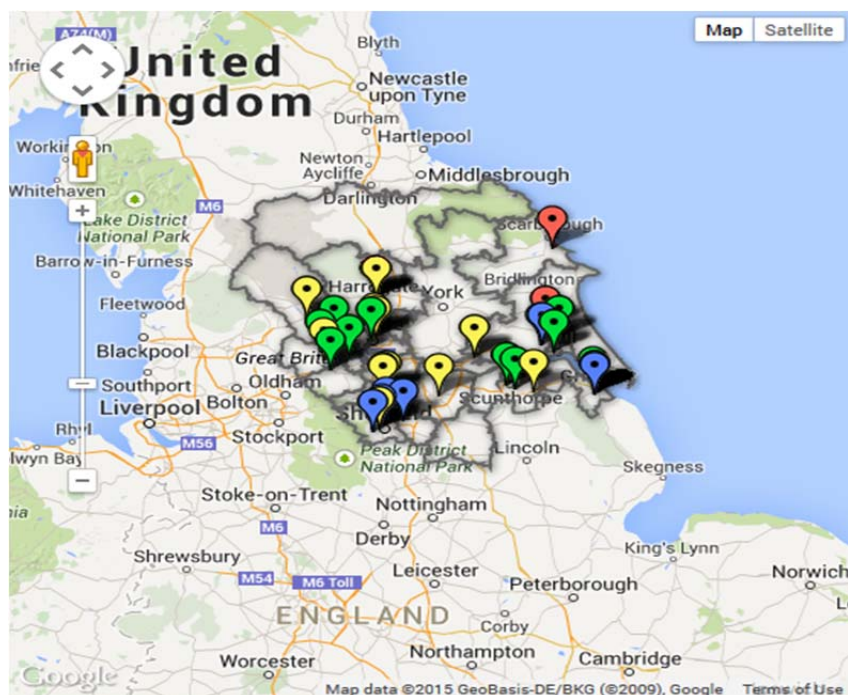 A74(M)
Blyth
Map
Satellite
United
Kingdom
Newcastle
upon Tyne
Durham
Hartlepool
Newton
Aycliffe
Middlesbrough
Whitehaven
M6
Darlington
Lake District
National Park
Scarborough
Barrow-in-Furness
Bridlington
York
Fleetwood
Blackpool
Southport
Oldham
Scunthorpe
Liverpool
Bolton
Stockport
Rhyl
M56
Peak District
National Park
Lincoln
Skegness
Stoke-on-Trent
Nottingham
M6
Derby
King's Lynn
Shrewsbury
M54
M6 Toll
Leicester
Peterborough
Norwich
ENGLAND
Corby
Worcester
Northampton
Cambridge
Google
Map data ©2015 GeoBasis-DE/BKG (©2009), Google
Terms of Use